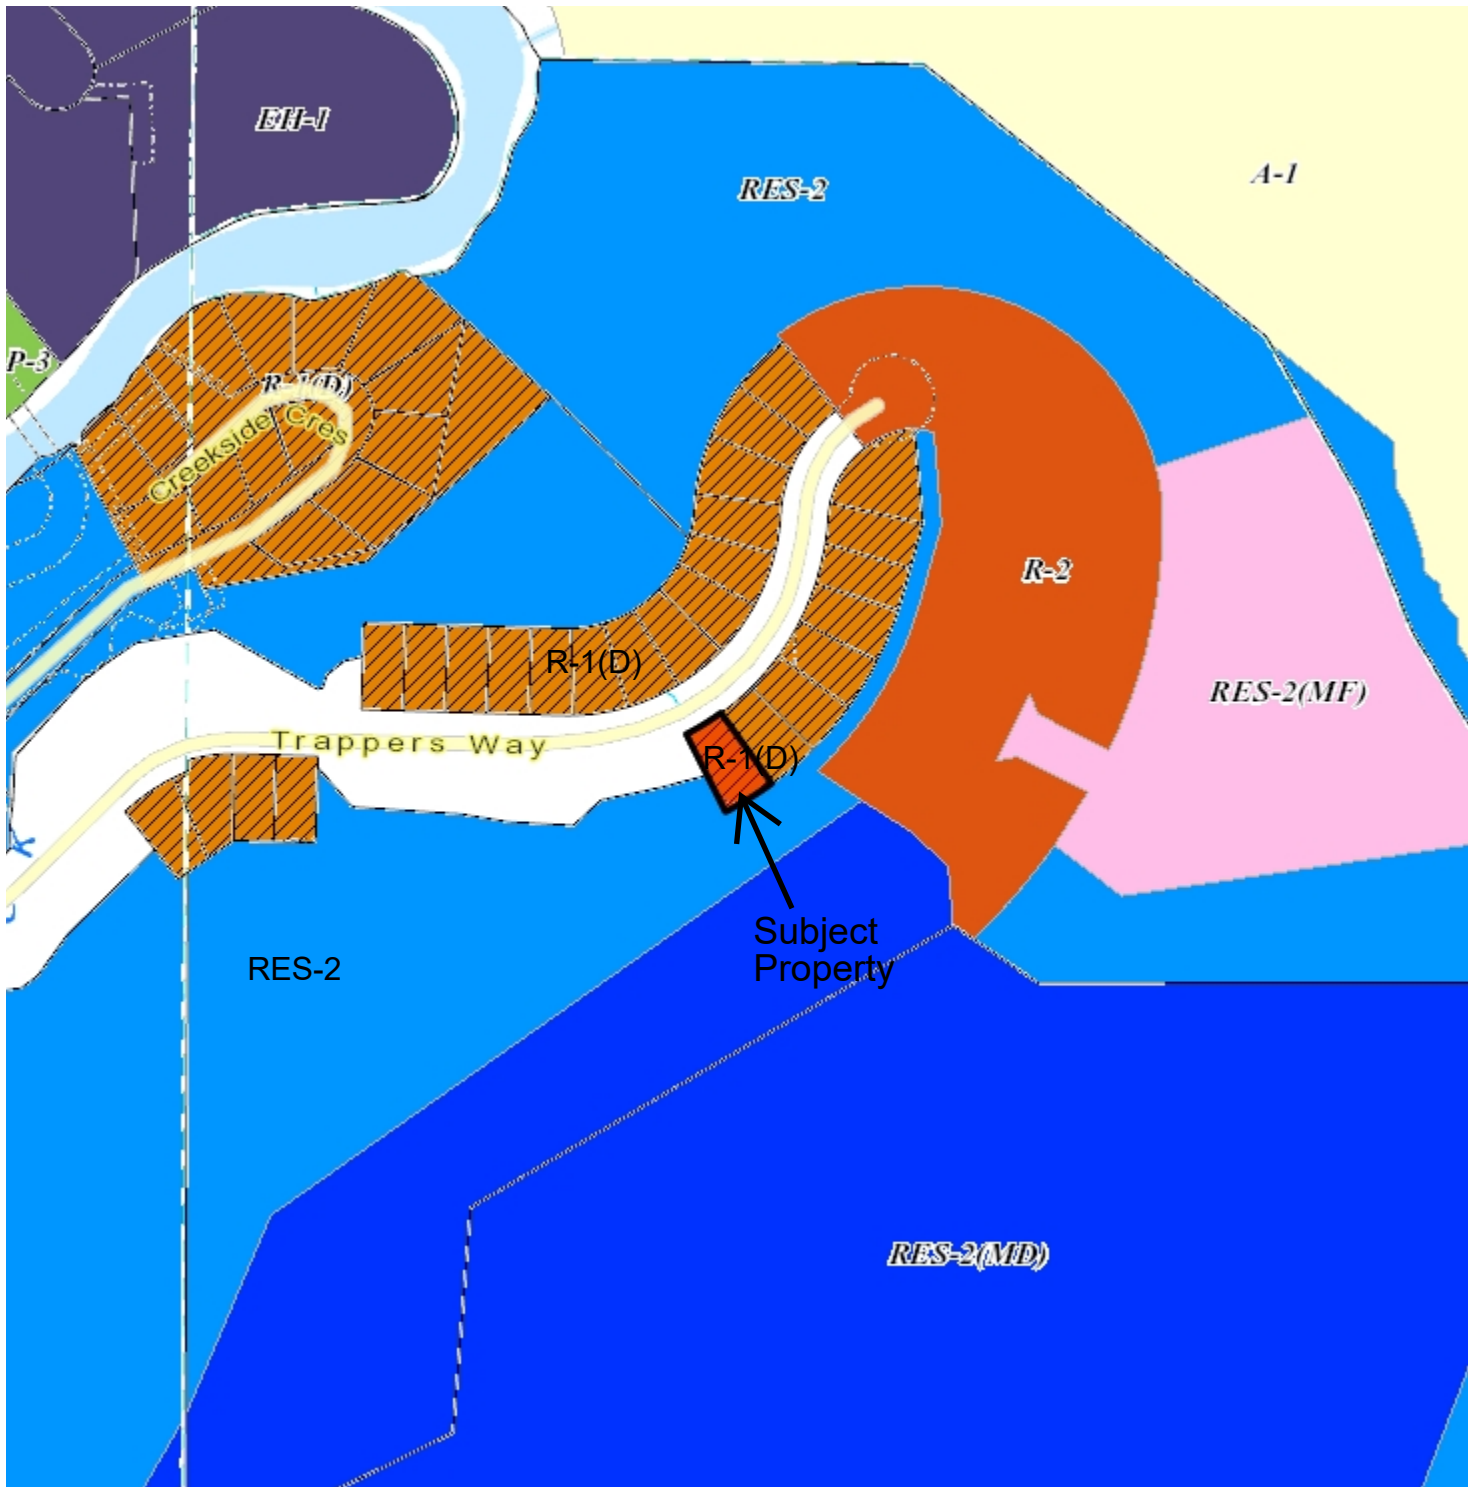 EH-1
RES-2
A-1
P-3
R-1(D)
Creekside Cres
R-2
R-1(D)
RES-2(MF)
Trappers Way
R-1(D)
Subject
Property
RES-2
RES-2(MD)